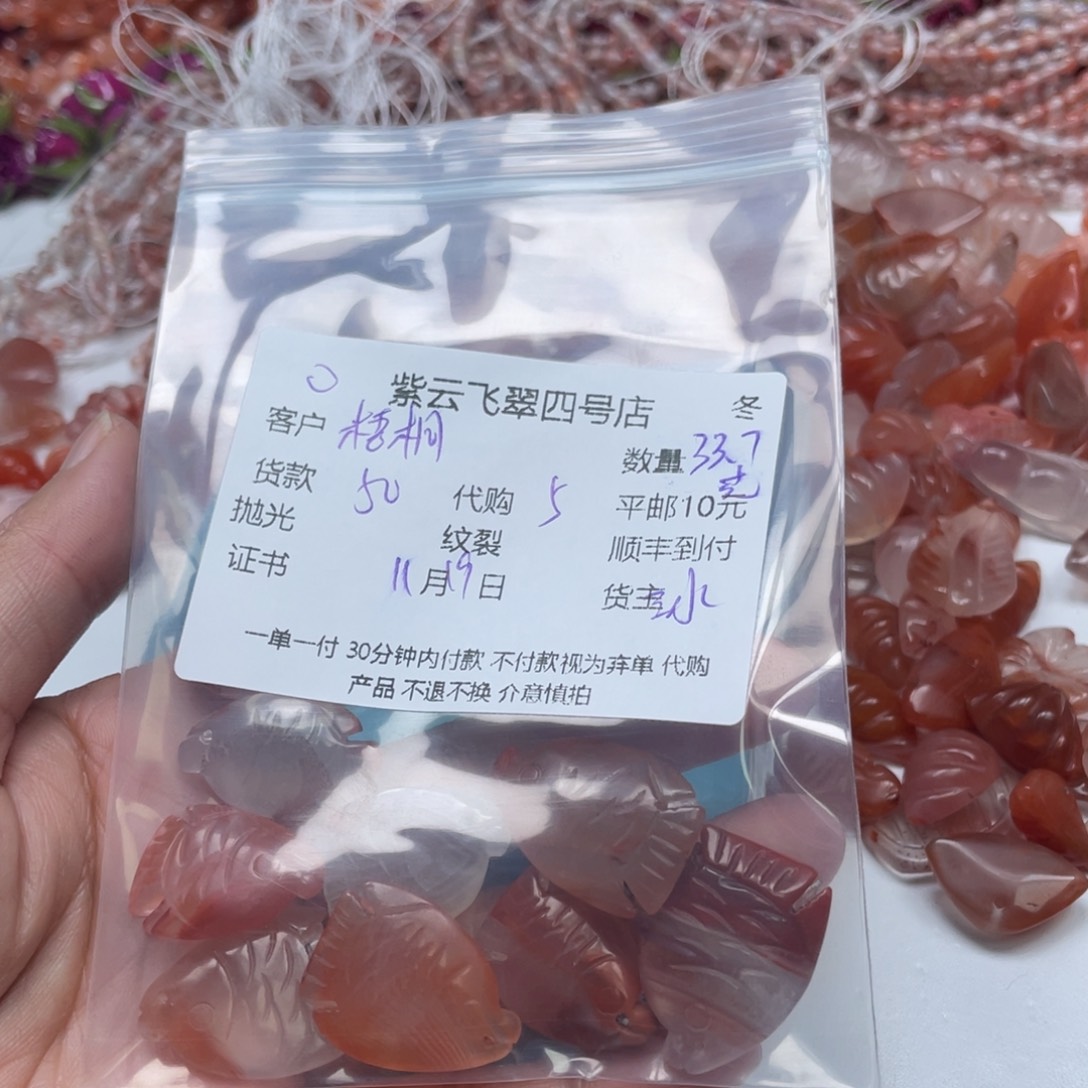 紫云飞翠四号店 冬
客户 梧桐 数量 33.7克
货款 50 代购 5 平邮10元
抛光 纹裂 顺丰到付
证书 11月19日 货主 水
一单一付 30分钟内付款 不付款视为弃单 代购
产品 不退不换 介意慎拍